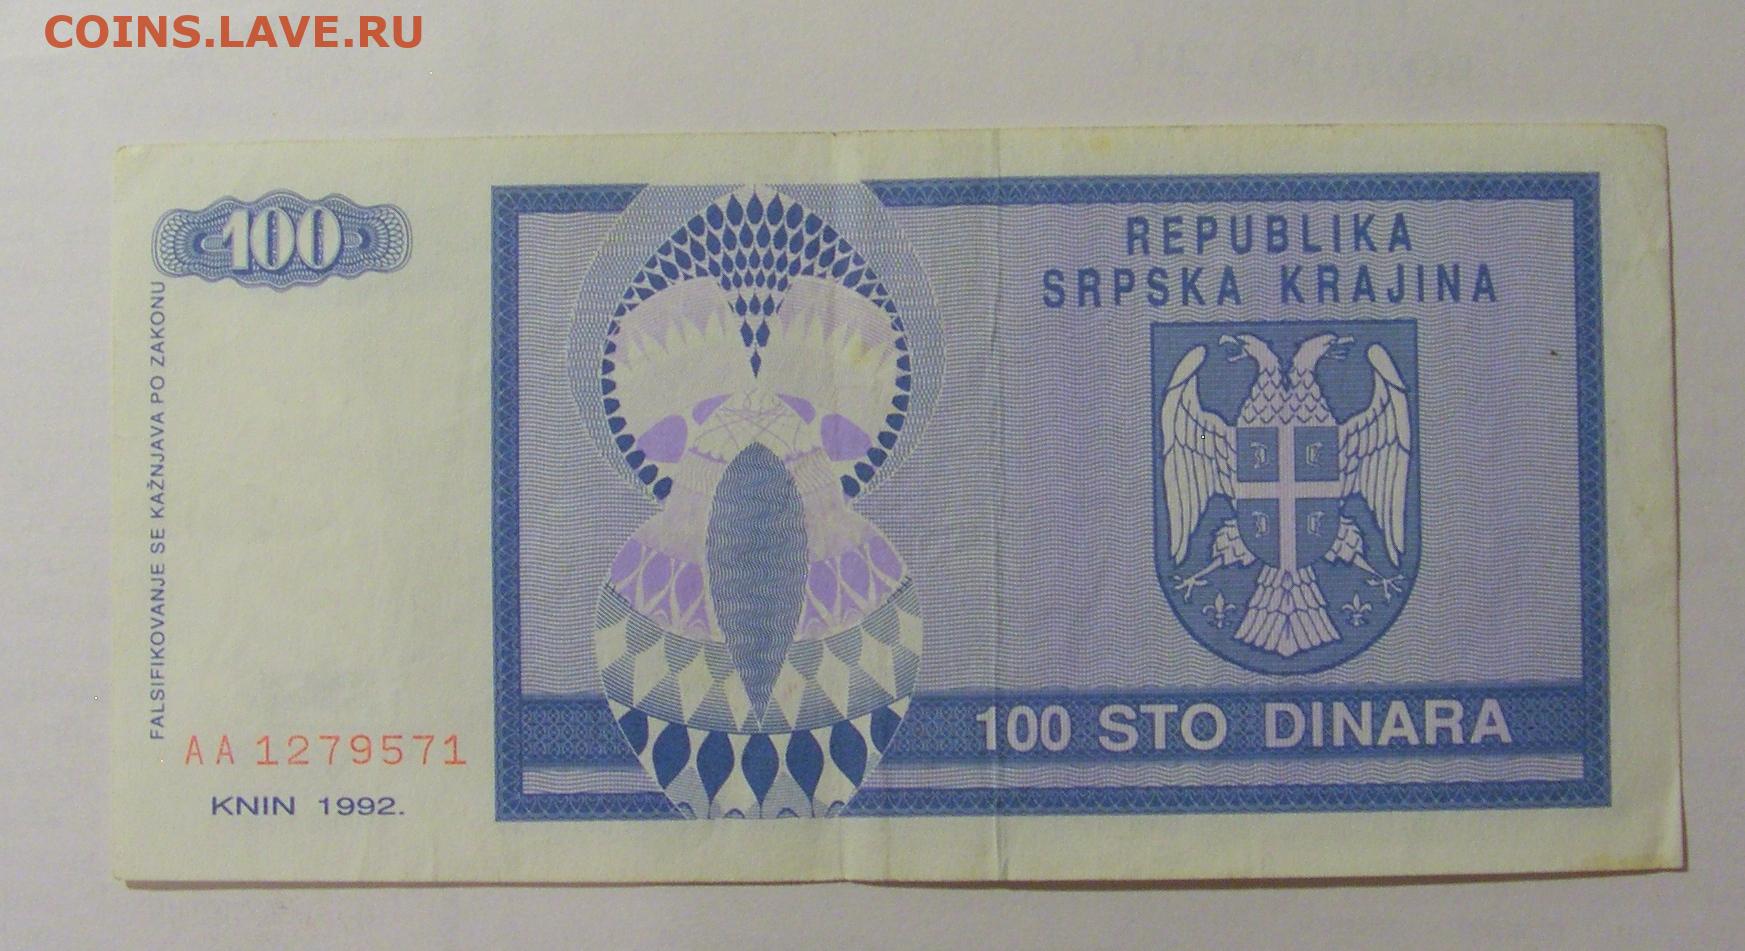 COINS.LAVE.RU
100
REPUBLIKA
SRPSKA KRAJINA
FALSIFIKOVANJE SE KAŽNJAVA PO ZAKONU
100 STO DINARA
AA 1279571
KNIN 1992.